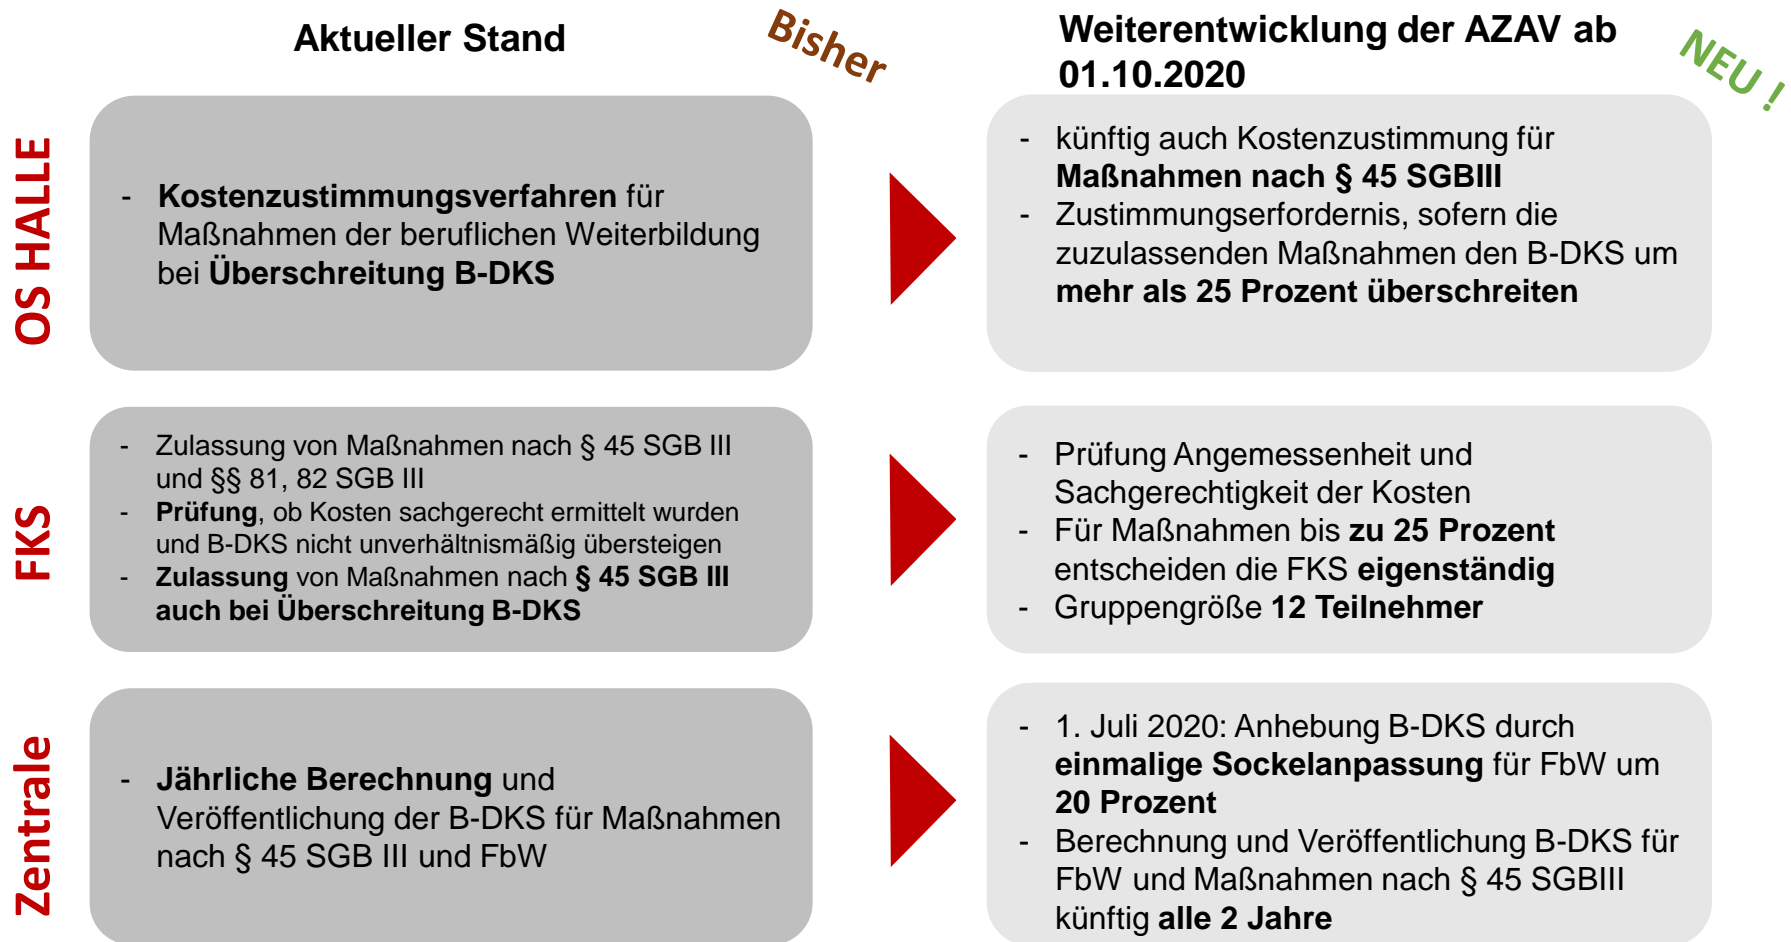 Aktueller Stand
Bisher
Weiterentwicklung der AZAV ab
01.10.2020
NEU !
OS HALLE
- Kostenzustimmungsverfahren für
Maßnahmen der beruflichen Weiterbildung
bei Überschreitung B-DKS
- künftig auch Kostenzustimmung für
Maßnahmen nach § 45 SGBIII
- Zustimmungserfordernis, sofern die
zuzulassenden Maßnahmen den B-DKS um
mehr als 25 Prozent überschreiten
FKS
- Zulassung von Maßnahmen nach § 45 SGB III
und §§ 81, 82 SGB III
- Prüfung, ob Kosten sachgerecht ermittelt wurden
und B-DKS nicht unverhältnismäßig übersteigen
- Zulassung von Maßnahmen nach § 45 SGB III
auch bei Überschreitung B-DKS
- Prüfung Angemessenheit und
Sachgerechtigkeit der Kosten
- Für Maßnahmen bis zu 25 Prozent
entscheiden die FKS eigenständig
- Gruppengröße 12 Teilnehmer
Zentrale
- Jährliche Berechnung und
Veröffentlichung der B-DKS für Maßnahmen
nach § 45 SGB III und FbW
- 1. Juli 2020: Anhebung B-DKS durch
einmalige Sockelanpassung für FbW um
20 Prozent
- Berechnung und Veröffentlichung B-DKS für
FbW und Maßnahmen nach § 45 SGBIII
künftig alle 2 Jahre